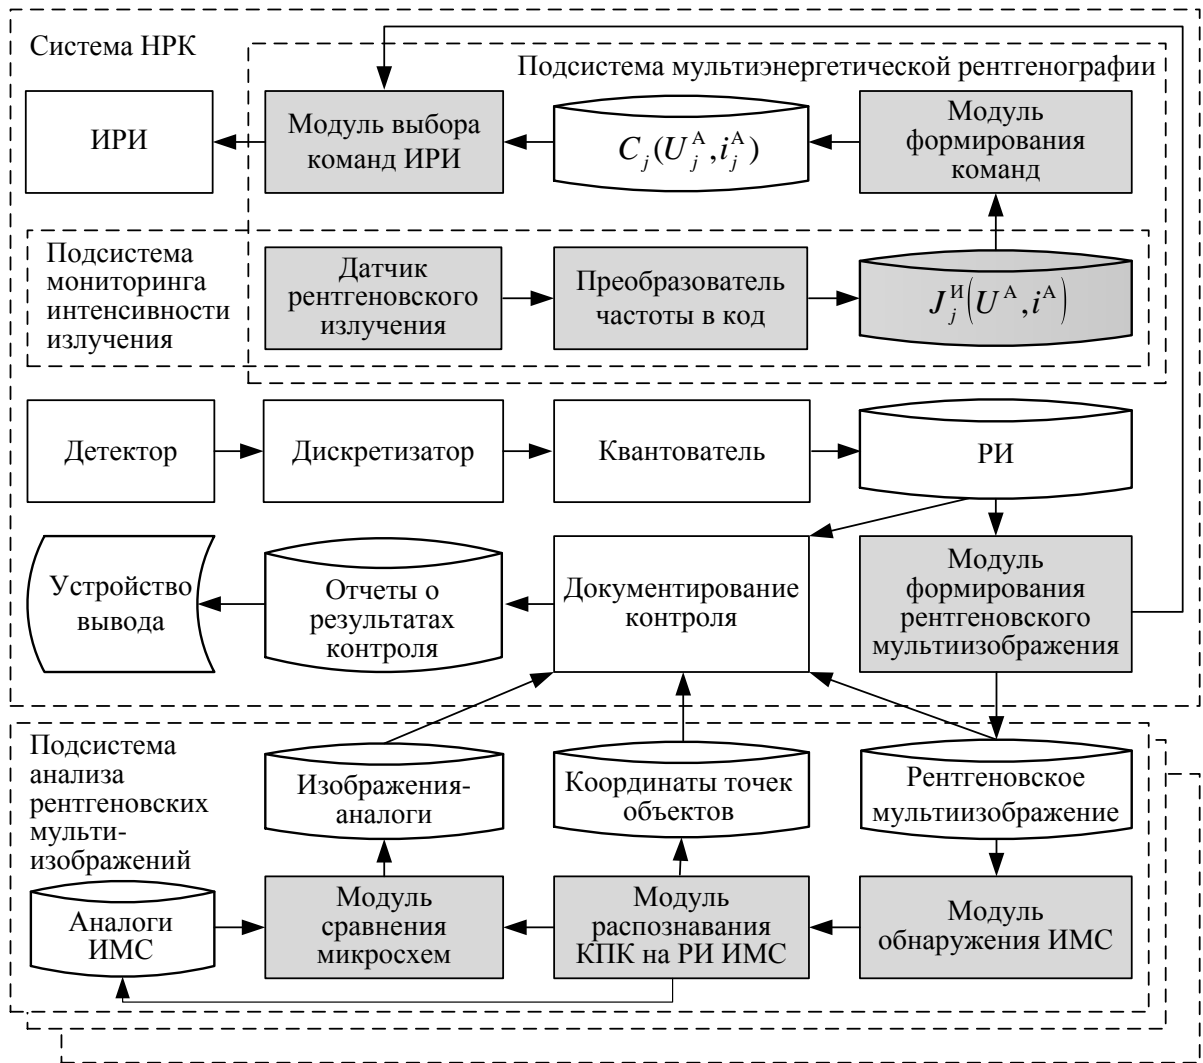 Система НРК
Подсистема мультиэнергетической рентгенографии
ИРИ
Модуль выбора
команд ИРИ
C_j(U_j^А, i_j^А)
Модуль
формирования
команд
Подсистема
мониторинга
интенсивности
излучения
Датчик
рентгеновского
излучения
Преобразователь
частоты в код
J_j^И(U^А, i^А)
Детектор
Дискретизатор
Квантователь
РИ
Устройство
вывода
Отчеты о
результатах
контроля
Документирование
контроля
Модуль
формирования
рентгеновского
мультиизображения
Подсистема
анализа
рентгеновских
мульти-
изображений
Изображения-
аналоги
Координаты точек
объектов
Рентгеновское
мультиизображение
Аналоги
ИМС
Модуль
сравнения
микросхем
Модуль
распознавания
КПК на РИ ИМС
Модуль
обнаружения ИМС